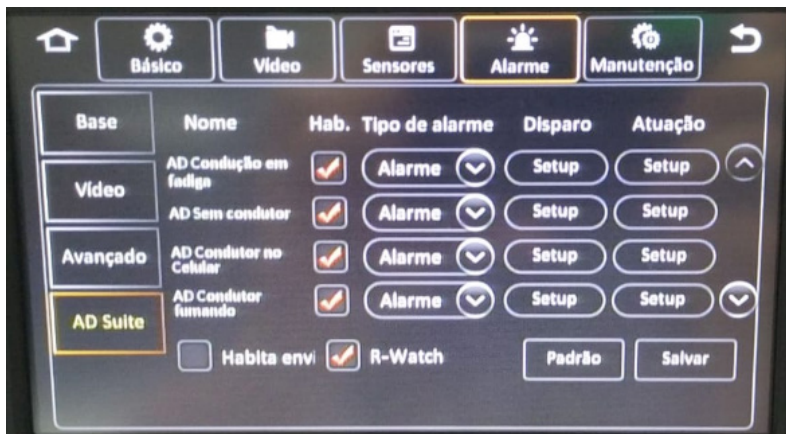 Básico Vídeo Sensores Alarme Manutenção
Base
Vídeo
Avançado
AD Suite
Nome Hab. Tipo de alarme Disparo Atuação
AD Condução em
fadiga
Alarme Setup Setup
AD Sem condutor Alarme Setup Setup
AD Condutor no
Celular
Alarme Setup Setup
AD Condutor
fumando
Alarme Setup Setup
Habita envi R-Watch Padrão Salvar